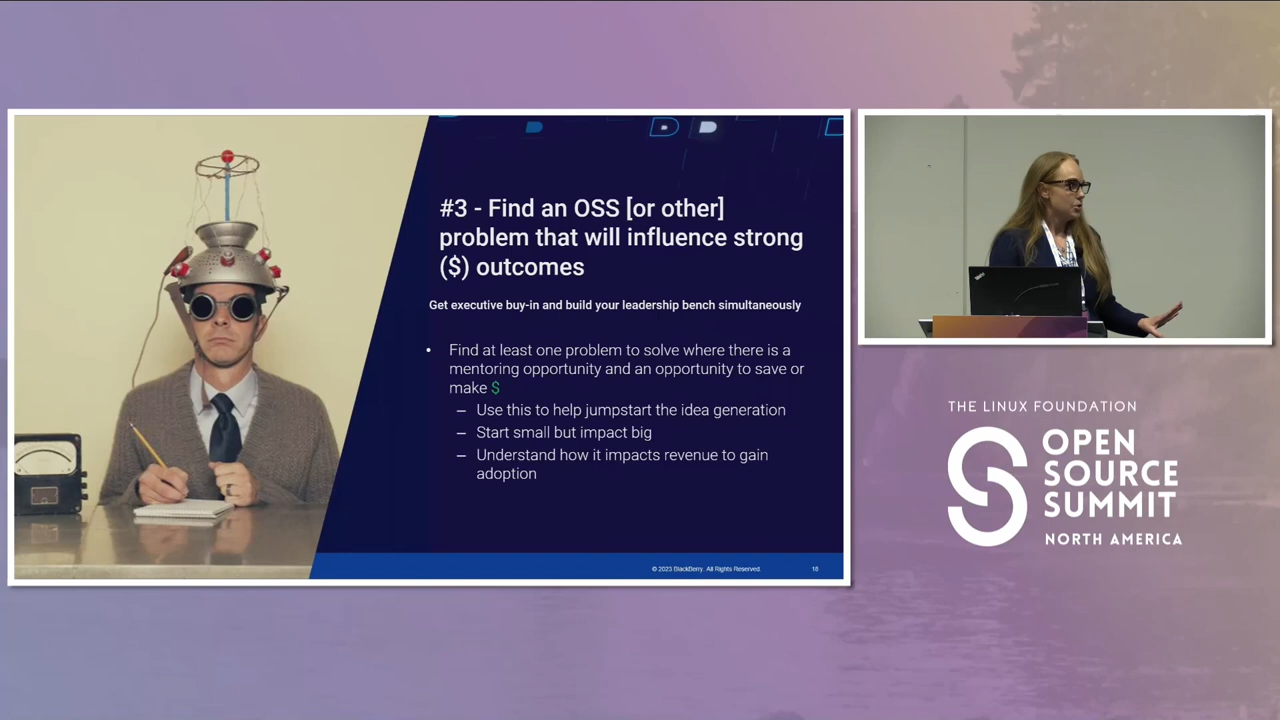 #3 - Find an OSS [or other]
problem that will influence strong
($) outcomes
Get executive buy-in and build your leadership bench simultaneously
• Find at least one problem to solve where there is a
mentoring opportunity and an opportunity to save or
make $
– Use this to help jumpstart the idea generation
– Start small but impact big
– Understand how it impacts revenue to gain
adoption
© 2023 BlackBerry. All Rights Reserved.
18
THE LINUX FOUNDATION
OPEN
SOURCE
SUMMIT
NORTH AMERICA